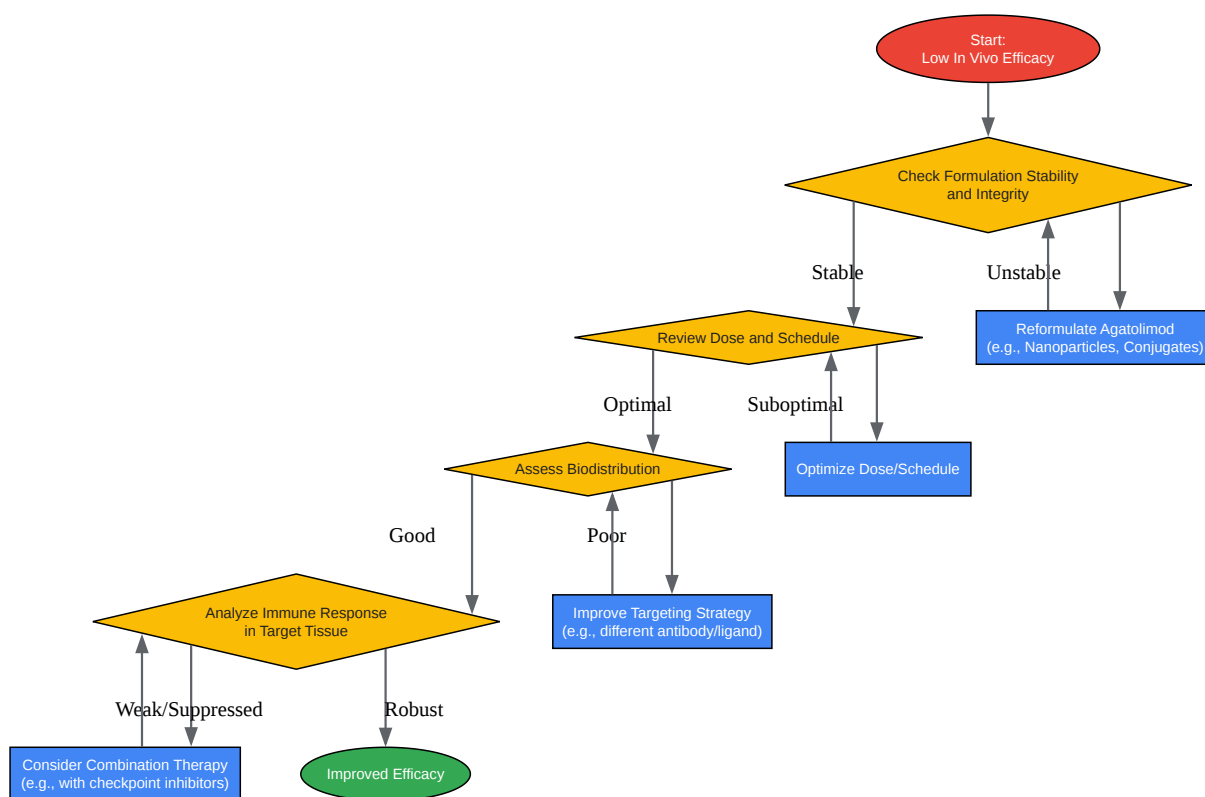 Start:
Low In Vivo Efficacy
Check Formulation Stability
and Integrity
Stable
Unstable
Reformulate Agatolimod
(e.g., Nanoparticles, Conjugates)
Review Dose and Schedule
Optimal
Suboptimal
Optimize Dose/Schedule
Assess Biodistribution
Good
Poor
Improve Targeting Strategy
(e.g., different antibody/ligand)
Analyze Immune Response
in Target Tissue
Weak/Suppressed
Robust
Consider Combination Therapy
(e.g., with checkpoint inhibitors)
Improved Efficacy